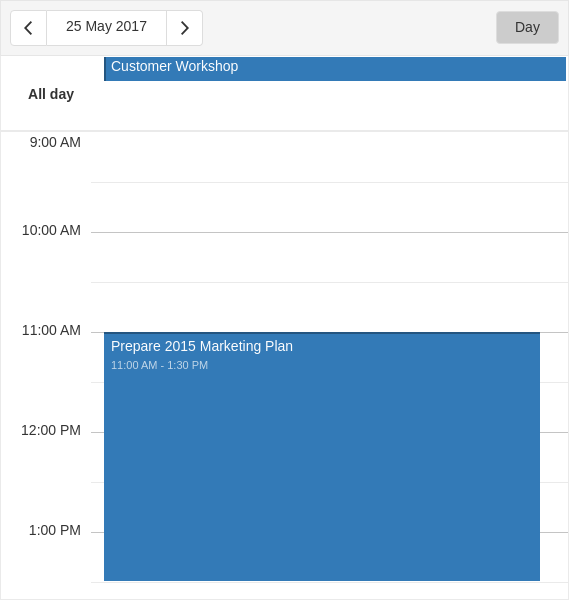 25 May 2017
Day
Customer Workshop
All day
9:00 AM
10:00 AM
11:00 AM
Prepare 2015 Marketing Plan
11:00 AM - 1:30 PM
12:00 PM
1:00 PM